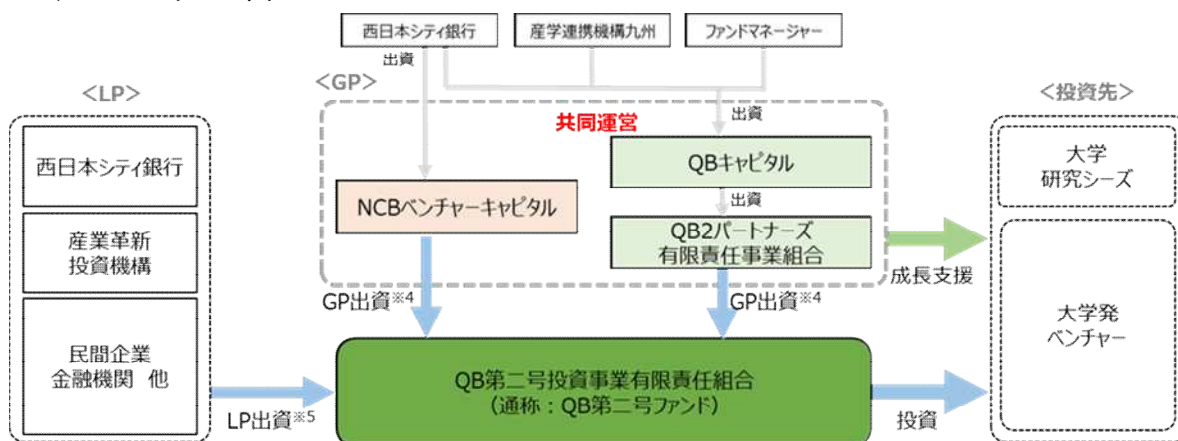 西日本シティ銀行
産学連携機構九州
ファンドマネージャー
出資
<GP>
<LP>
<投資先>
共同運営
出資
西日本シティ銀行
QBキャピタル
大学
研究シーズ
出資
NCBベンチャーキャピタル
産業革新
投資機構
QB2パートナーズ
有限責任事業組合
成長支援
GP出資※4
GP出資※4
大学発
ベンチャー
民間企業
金融機関 他
QB第二号投資事業有限責任組合
(通称:QB第二号ファンド)
LP出資※5
投資